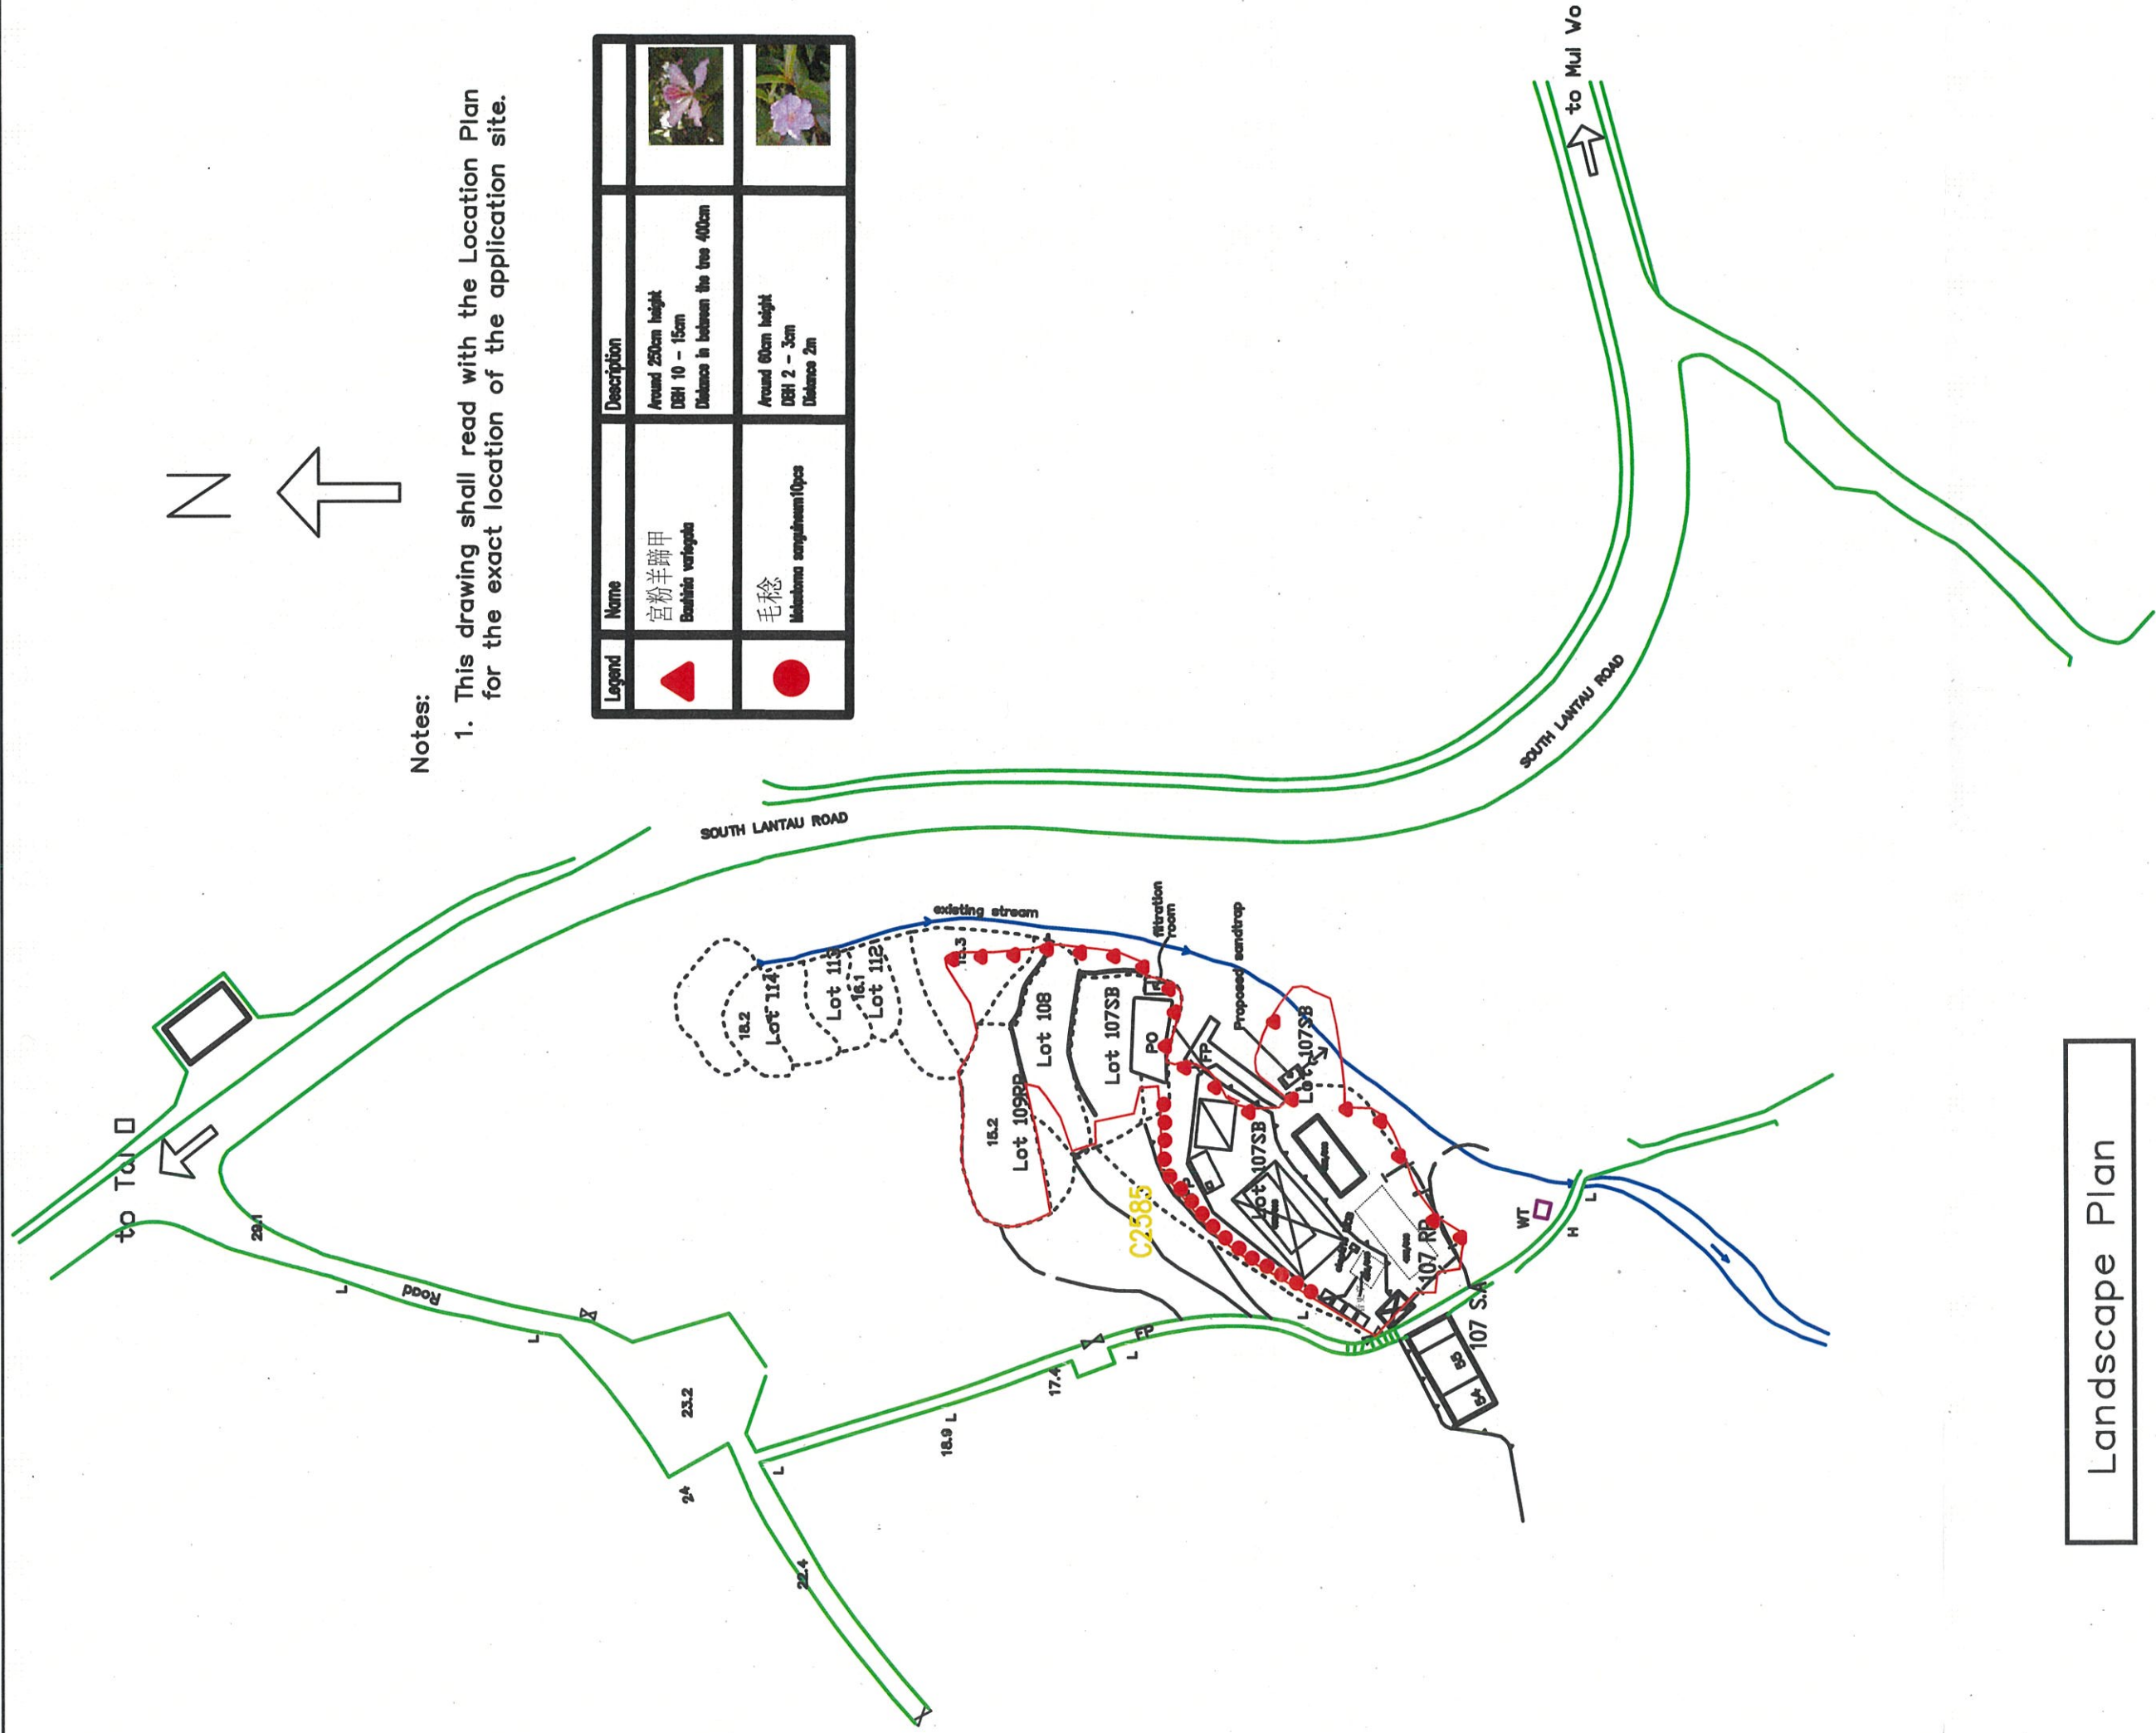 N
Notes:
1. This drawing shall read with the Location Plan
for the exact location of the application site.
Legend
Name
Description
宮粉羊蹄甲
Bauhinia variegata
Around 250cm height
DBH 10 - 15cm
Distance in between the tree 400cm
毛稔
Melastoma sanguineum10pcs
Around 60cm height
DBH 2 - 3cm
Distance 2m
to Mui Wo
SOUTH LANTAU ROAD
SOUTH LANTAU ROAD
to Tai O
29.1
L
Road
L
23.2
24
L
22.4
18.9 L
17.4
L
FP
L
existing stream
filtration
room
Proposed sandtrap
18.2
Lot 114
Lot 113
16.1
Lot 112
Lot 108
Lot 107SB
PO
FP
15.2
Lot 109RP
Lot 107SB
Lot 107SB
C2585
107 RP
107 S.A
55
54
WT
H
L
Landscape Plan